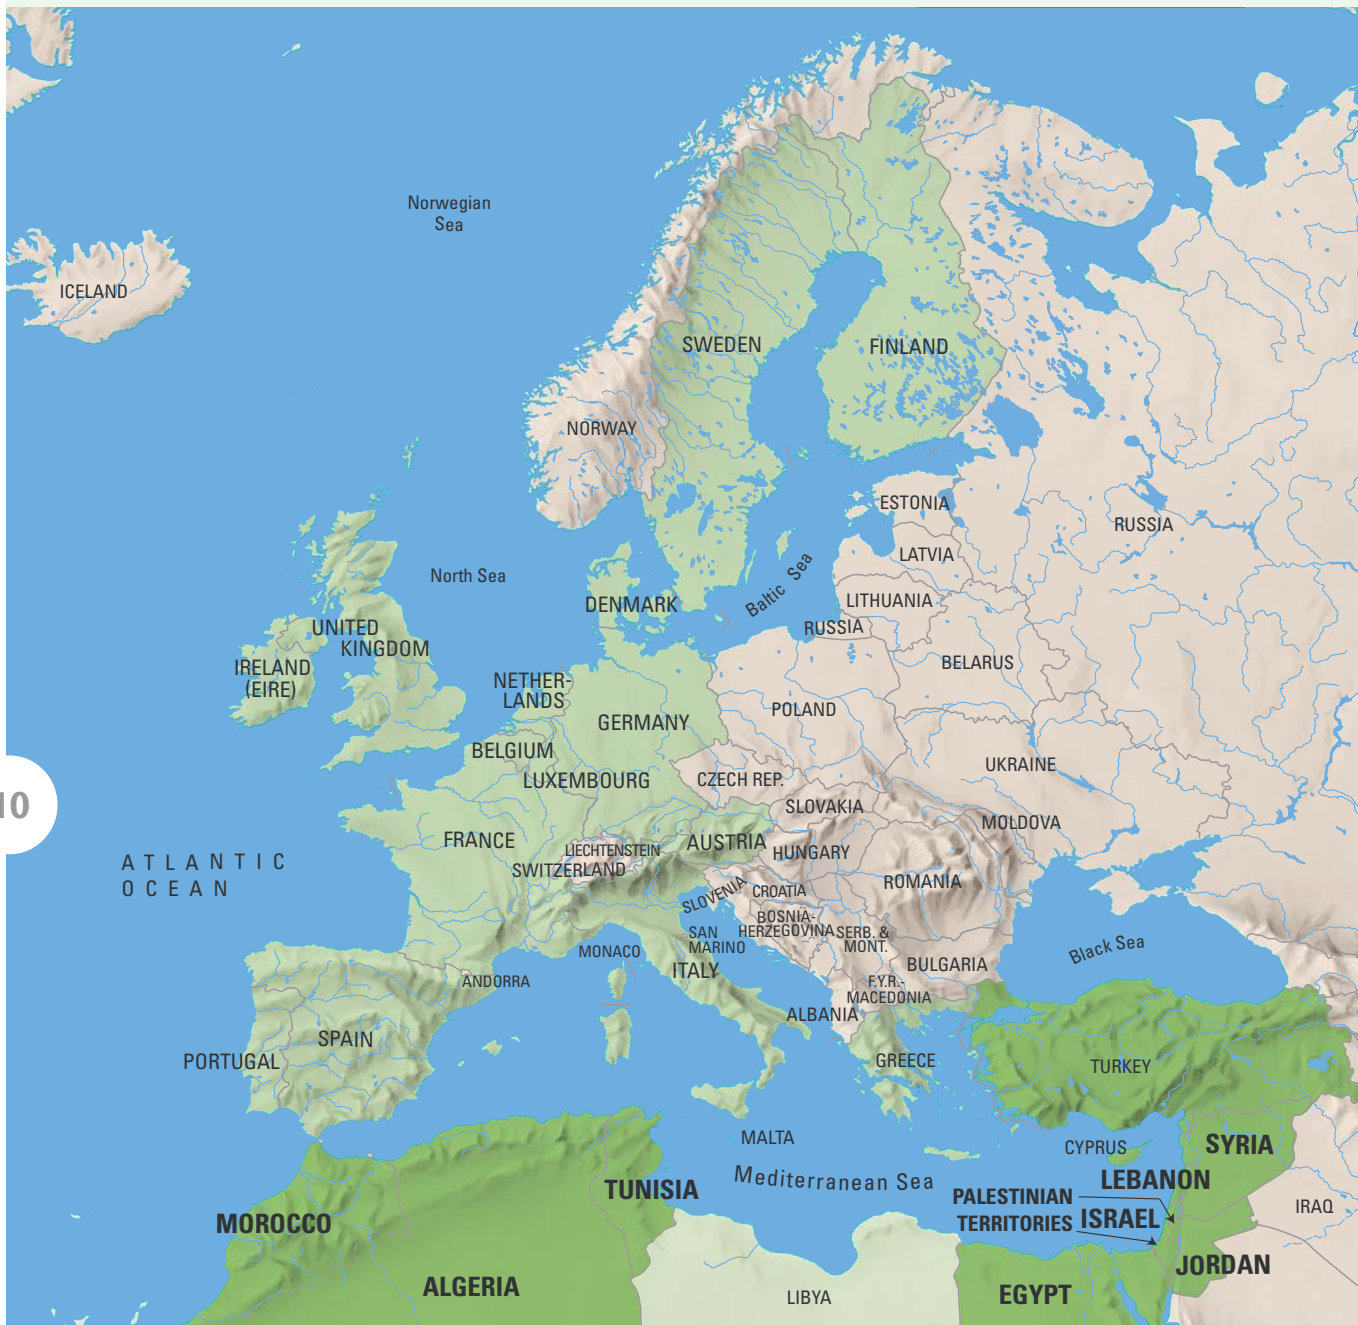 Norwegian
Sea
ICELAND
SWEDEN
FINLAND
NORWAY
ESTONIA
RUSSIA
LATVIA
North Sea
Baltic Sea
DENMARK
LITHUANIA
RUSSIA
UNITED
KINGDOM
IRELAND
(EIRE)
BELARUS
NETHER-
LANDS
GERMANY
POLAND
BELGIUM
LUXEMBOURG
CZECH REP.
UKRAINE
10
SLOVAKIA
MOLDOVA
FRANCE
LIECHTENSTEIN
AUSTRIA
SWITZERLAND
HUNGARY
ATLANTIC
OCEAN
ROMANIA
SLOVENIA
CROATIA
BOSNIA-
HERZEGOVINA
SERB. &
MONT.
SAN
MARINO
MONACO
Black Sea
ITALY
BULGARIA
ANDORRA
F.Y.R.-
MACEDONIA
ALBANIA
SPAIN
PORTUGAL
GREECE
TURKEY
MALTA
CYPRUS
SYRIA
Mediterranean Sea
LEBANON
TUNISIA
PALESTINIAN
TERRITORIES
ISRAEL
IRAQ
MOROCCO
JORDAN
ALGERIA
LIBYA
EGYPT